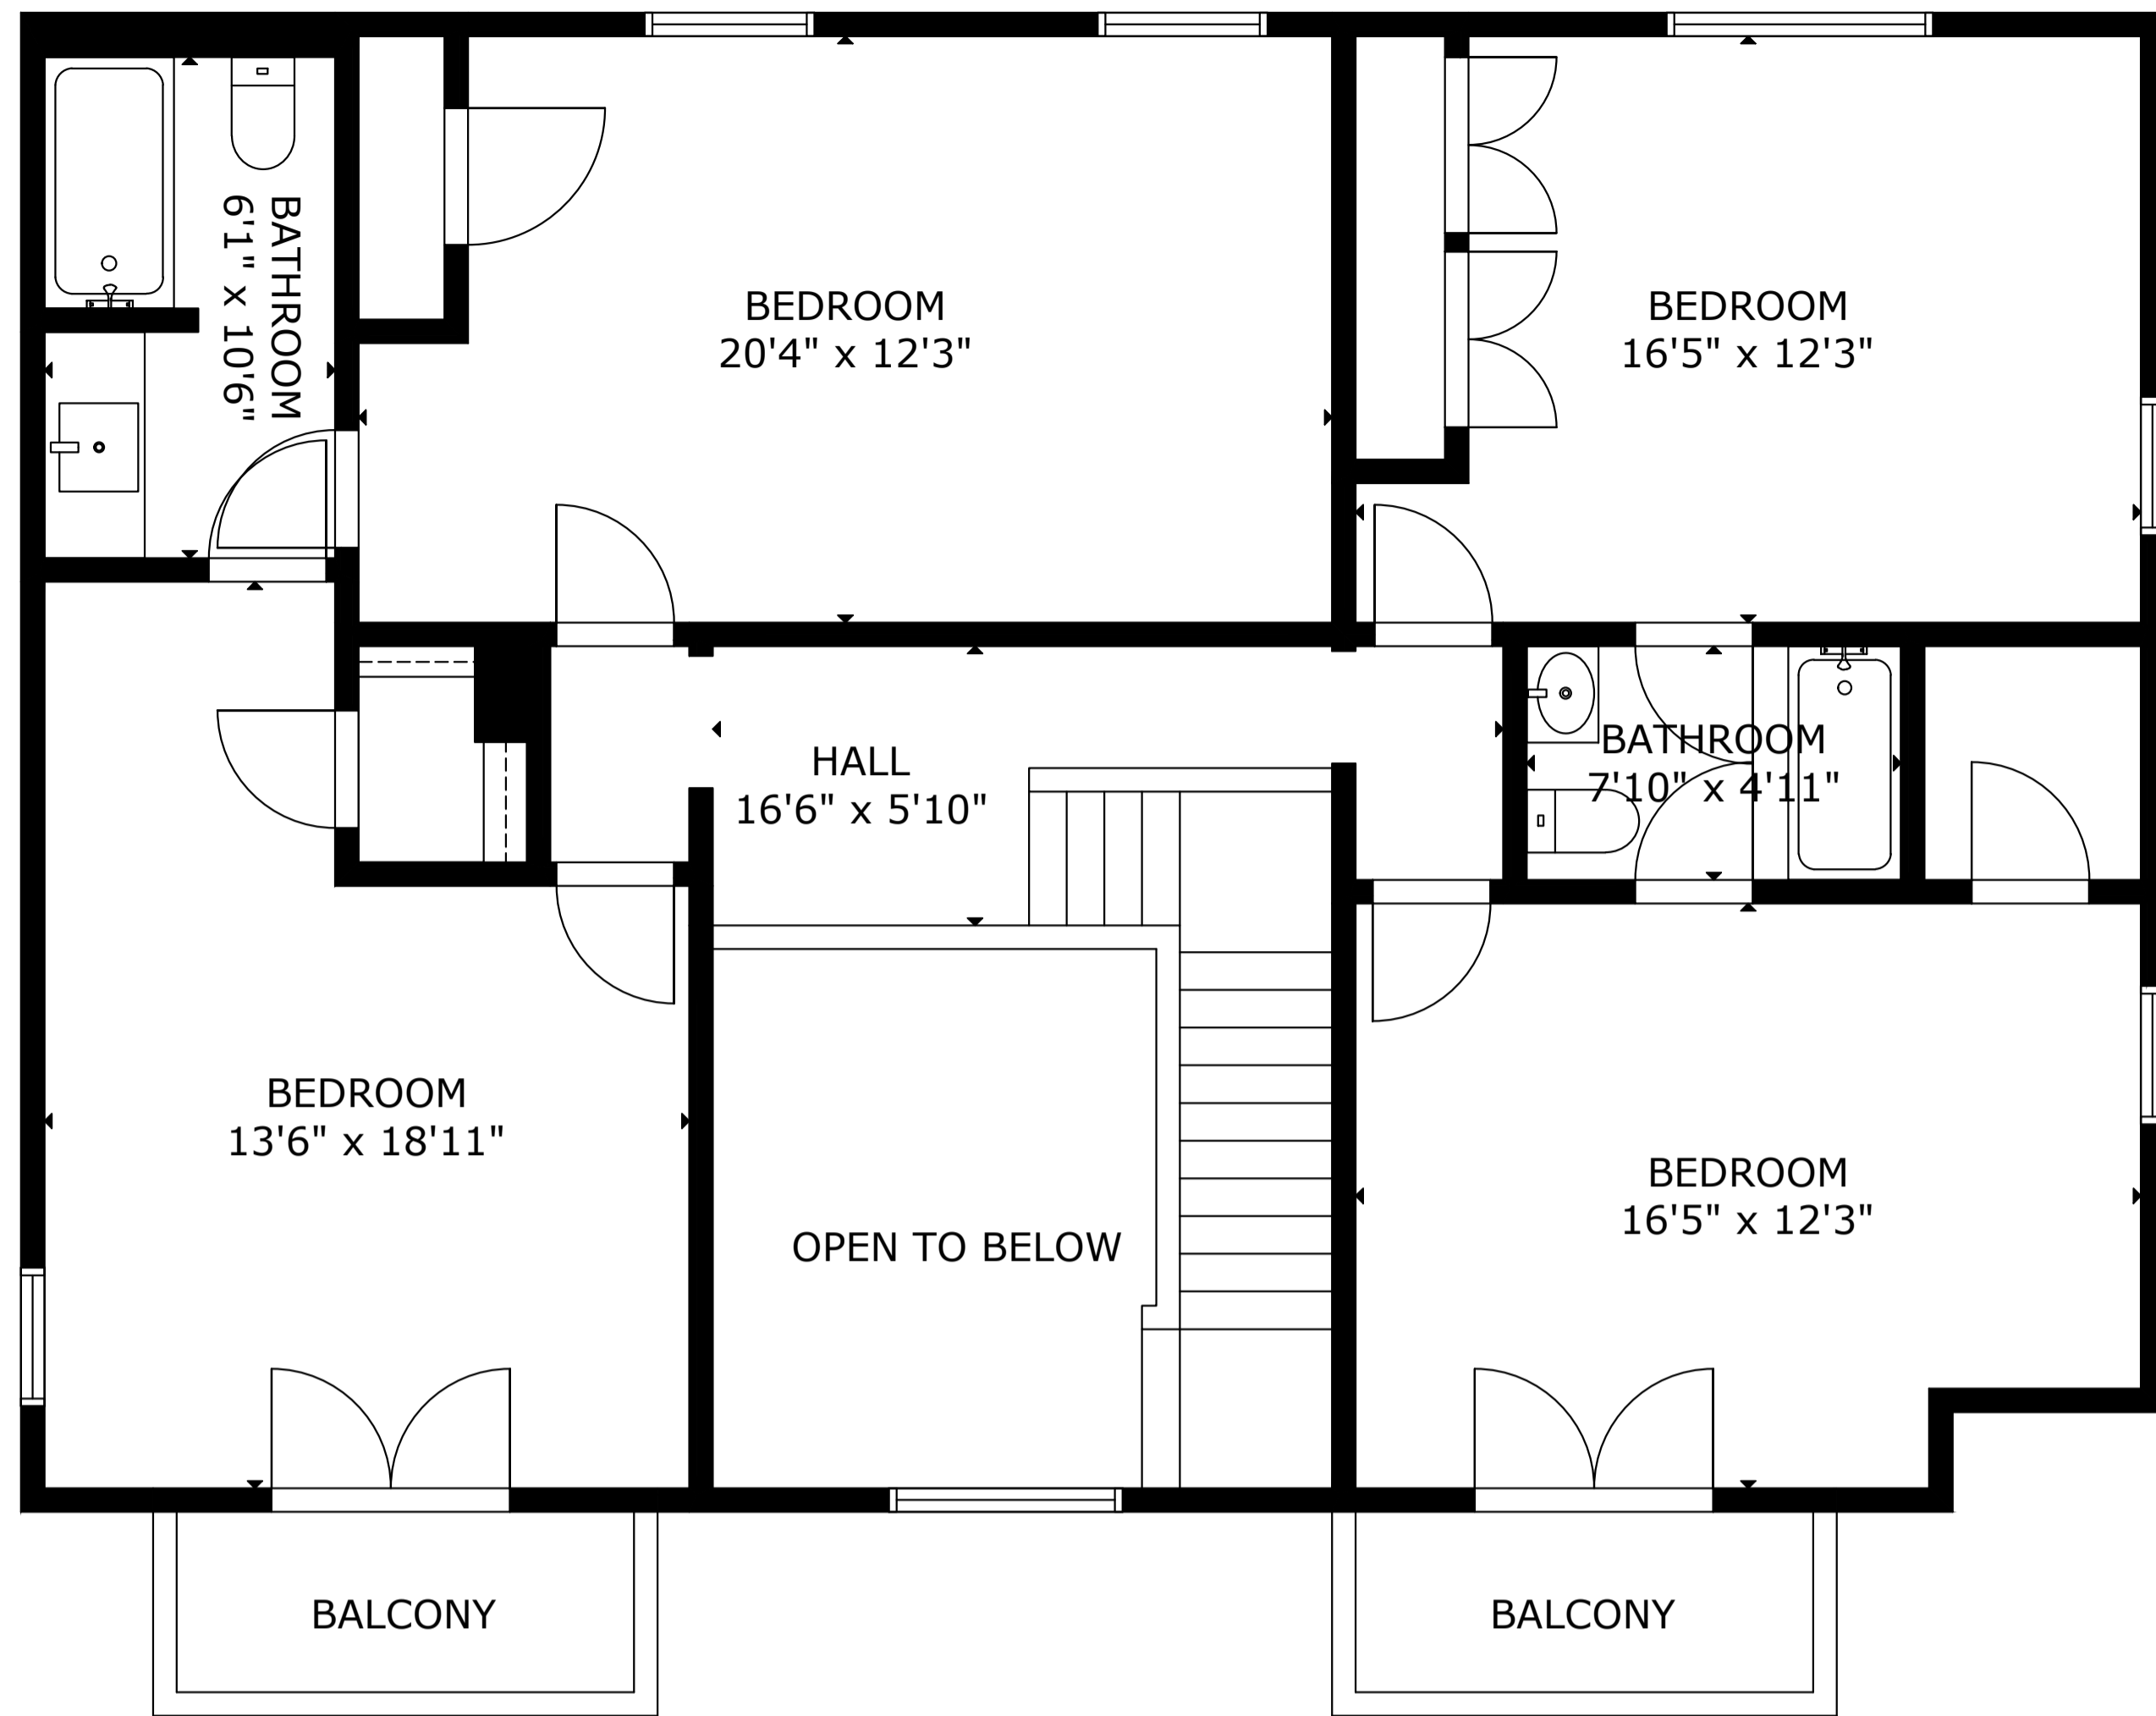 BATHROOM
6'1" x 10'6"
BEDROOM
20'4" x 12'3"
BEDROOM
16'5" x 12'3"
HALL
16'6" x 5'10"
BATHROOM
7'10" x 4'11"
BEDROOM
13'6" x 18'11"
OPEN TO BELOW
BEDROOM
16'5" x 12'3"
BALCONY
BALCONY